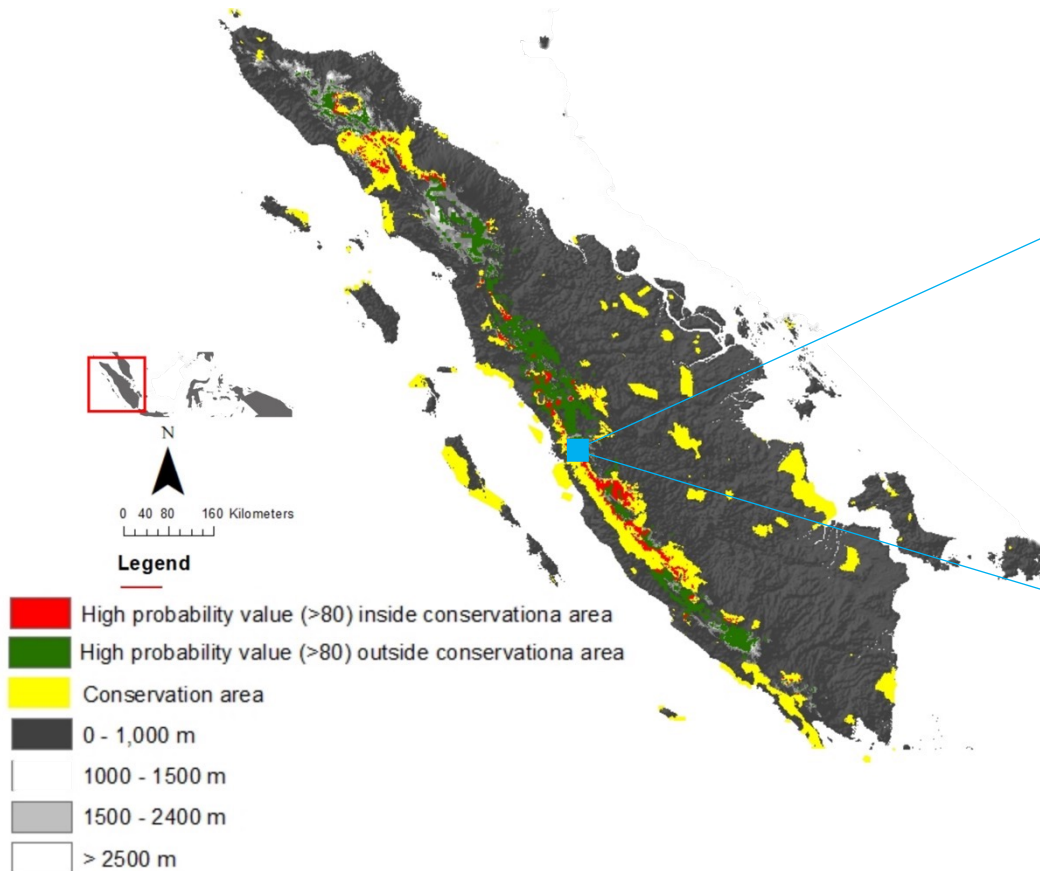 N
0 40 80 160 Kilometers
Legend
High probability value (>80) inside conservationa area
High probability value (>80) outside conservationa area
Conservation area
0 - 1,000 m
1000 - 1500 m
1500 - 2400 m
> 2500 m